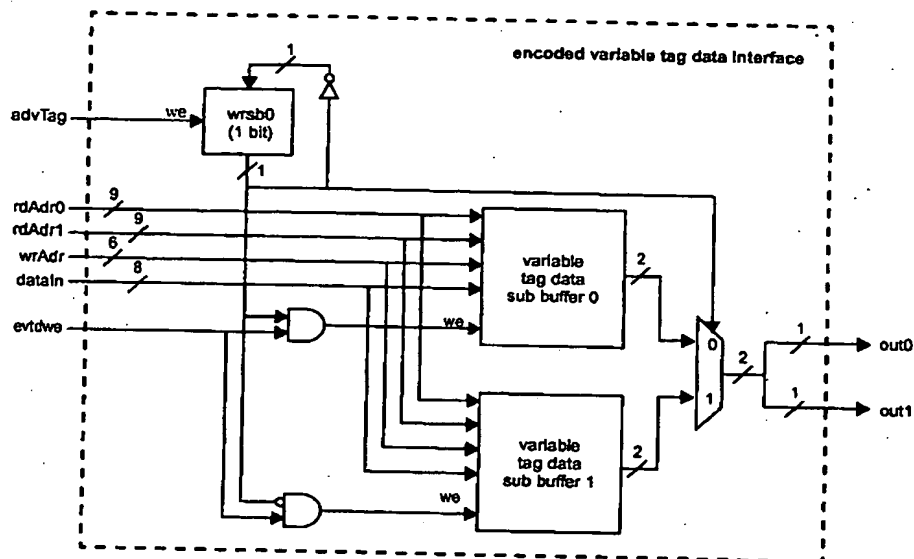 1
encoded variable tag data interface
advTag
we
wrsb0
(1 bit)
1
rdAdr0
9
rdAdr1
9
wrAdr
6
dataIn
8
evtdwe
we
variable
tag data
sub buffer 0
2
0
1
2
1
out0
1
out1
variable
tag data
sub buffer 1
2
we